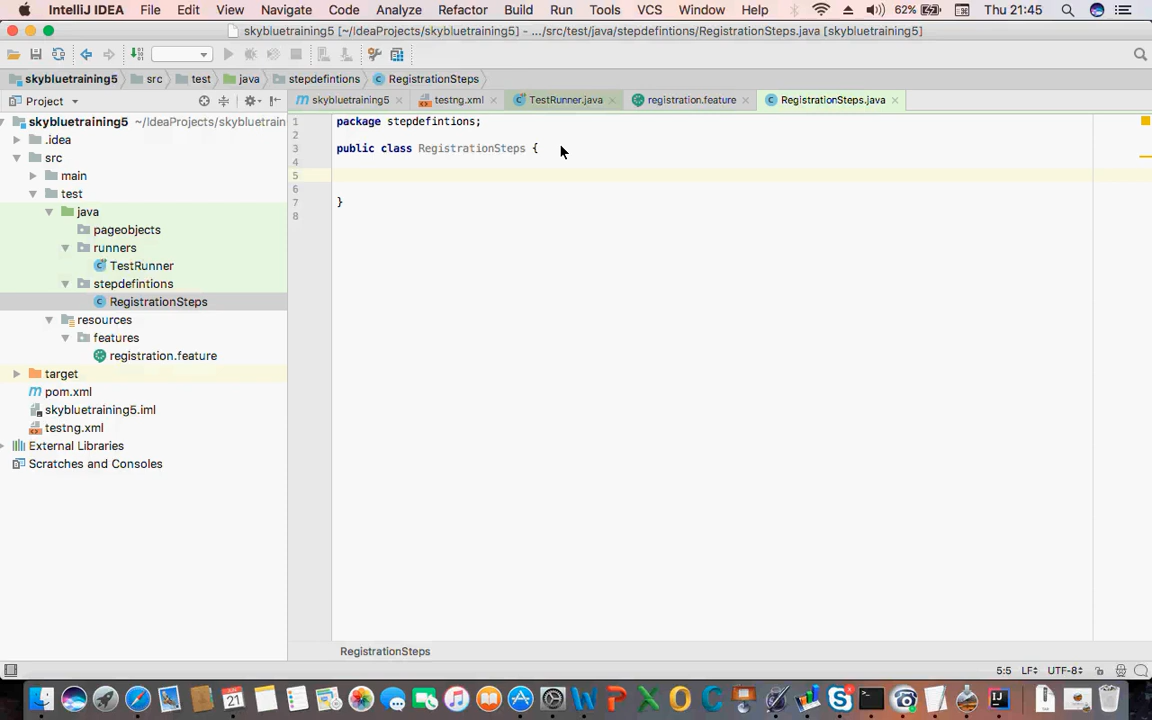 IntelliJ IDEA File Edit View Navigate Code Analyze Refactor Build Run Tools VCS Window Help 62% Thu 21:45
skybluetraining5 [~/IdeaProjects/skybluetraining5] - .../src/test/java/stepdefintions/RegistrationSteps.java [skybluetraining5]
skybluetraining5 src test java stepdefintions RegistrationSteps
Project
skybluetraining5 testng.xml TestRunner.java registration.feature RegistrationSteps.java
skybluetraining5 ~/IdeaProjects/skybluetrain
.idea
src
main
test
java
pageobjects
runners
TestRunner
stepdefintions
RegistrationSteps
resources
features
registration.feature
target
pom.xml
skybluetraining5.iml
testng.xml
External Libraries
Scratches and Consoles
1 package stepdefintions;
2
3 public class RegistrationSteps {
4
5
6
7 }
8
RegistrationSteps
5:5 LF UTF-8